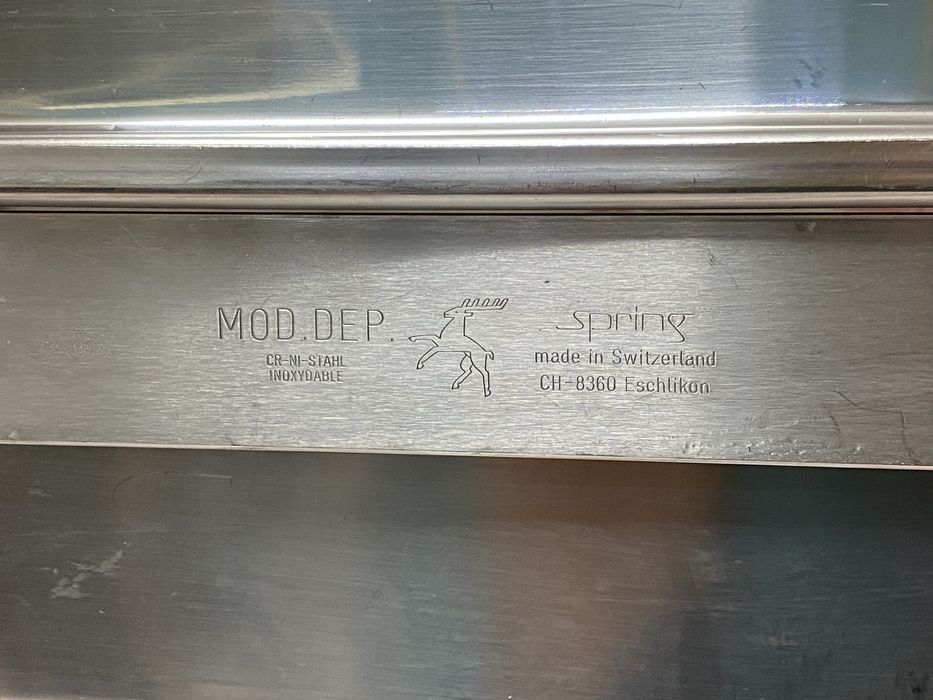 MOD.DEP.
CR-NI-STAHL
INOXYDABLE
spring
made in Switzerland
CH-8360 Eschlikon